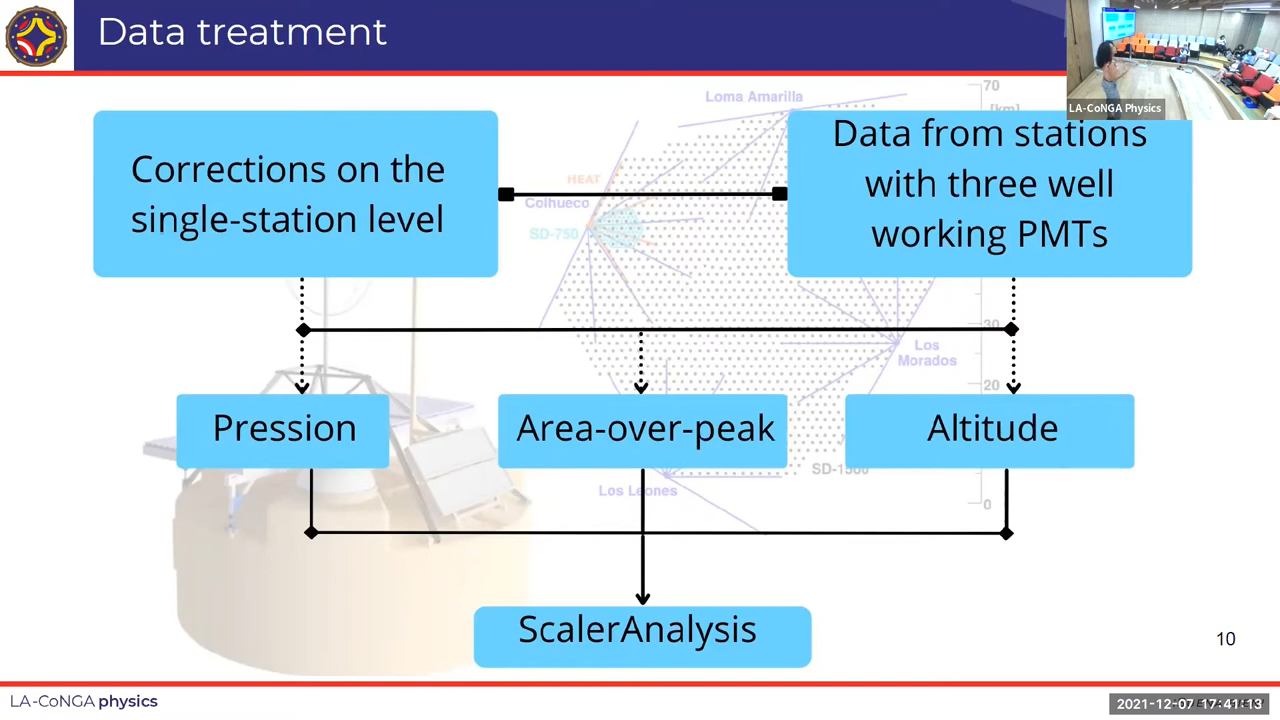 Data treatment
LA-CoNGA Physics
Corrections on the
single-station level
Data from stations
with three well
working PMTs
Loma Amarilla
70
[km]
HEAT
Coihueco
SD-750
30
Los
Morados
20
Pression
Area-over-peak
Altitude
SD-1500
Los Leones
0
ScalerAnalysis
10
LA-CoNGA physics
2021-12-07 17:41:13